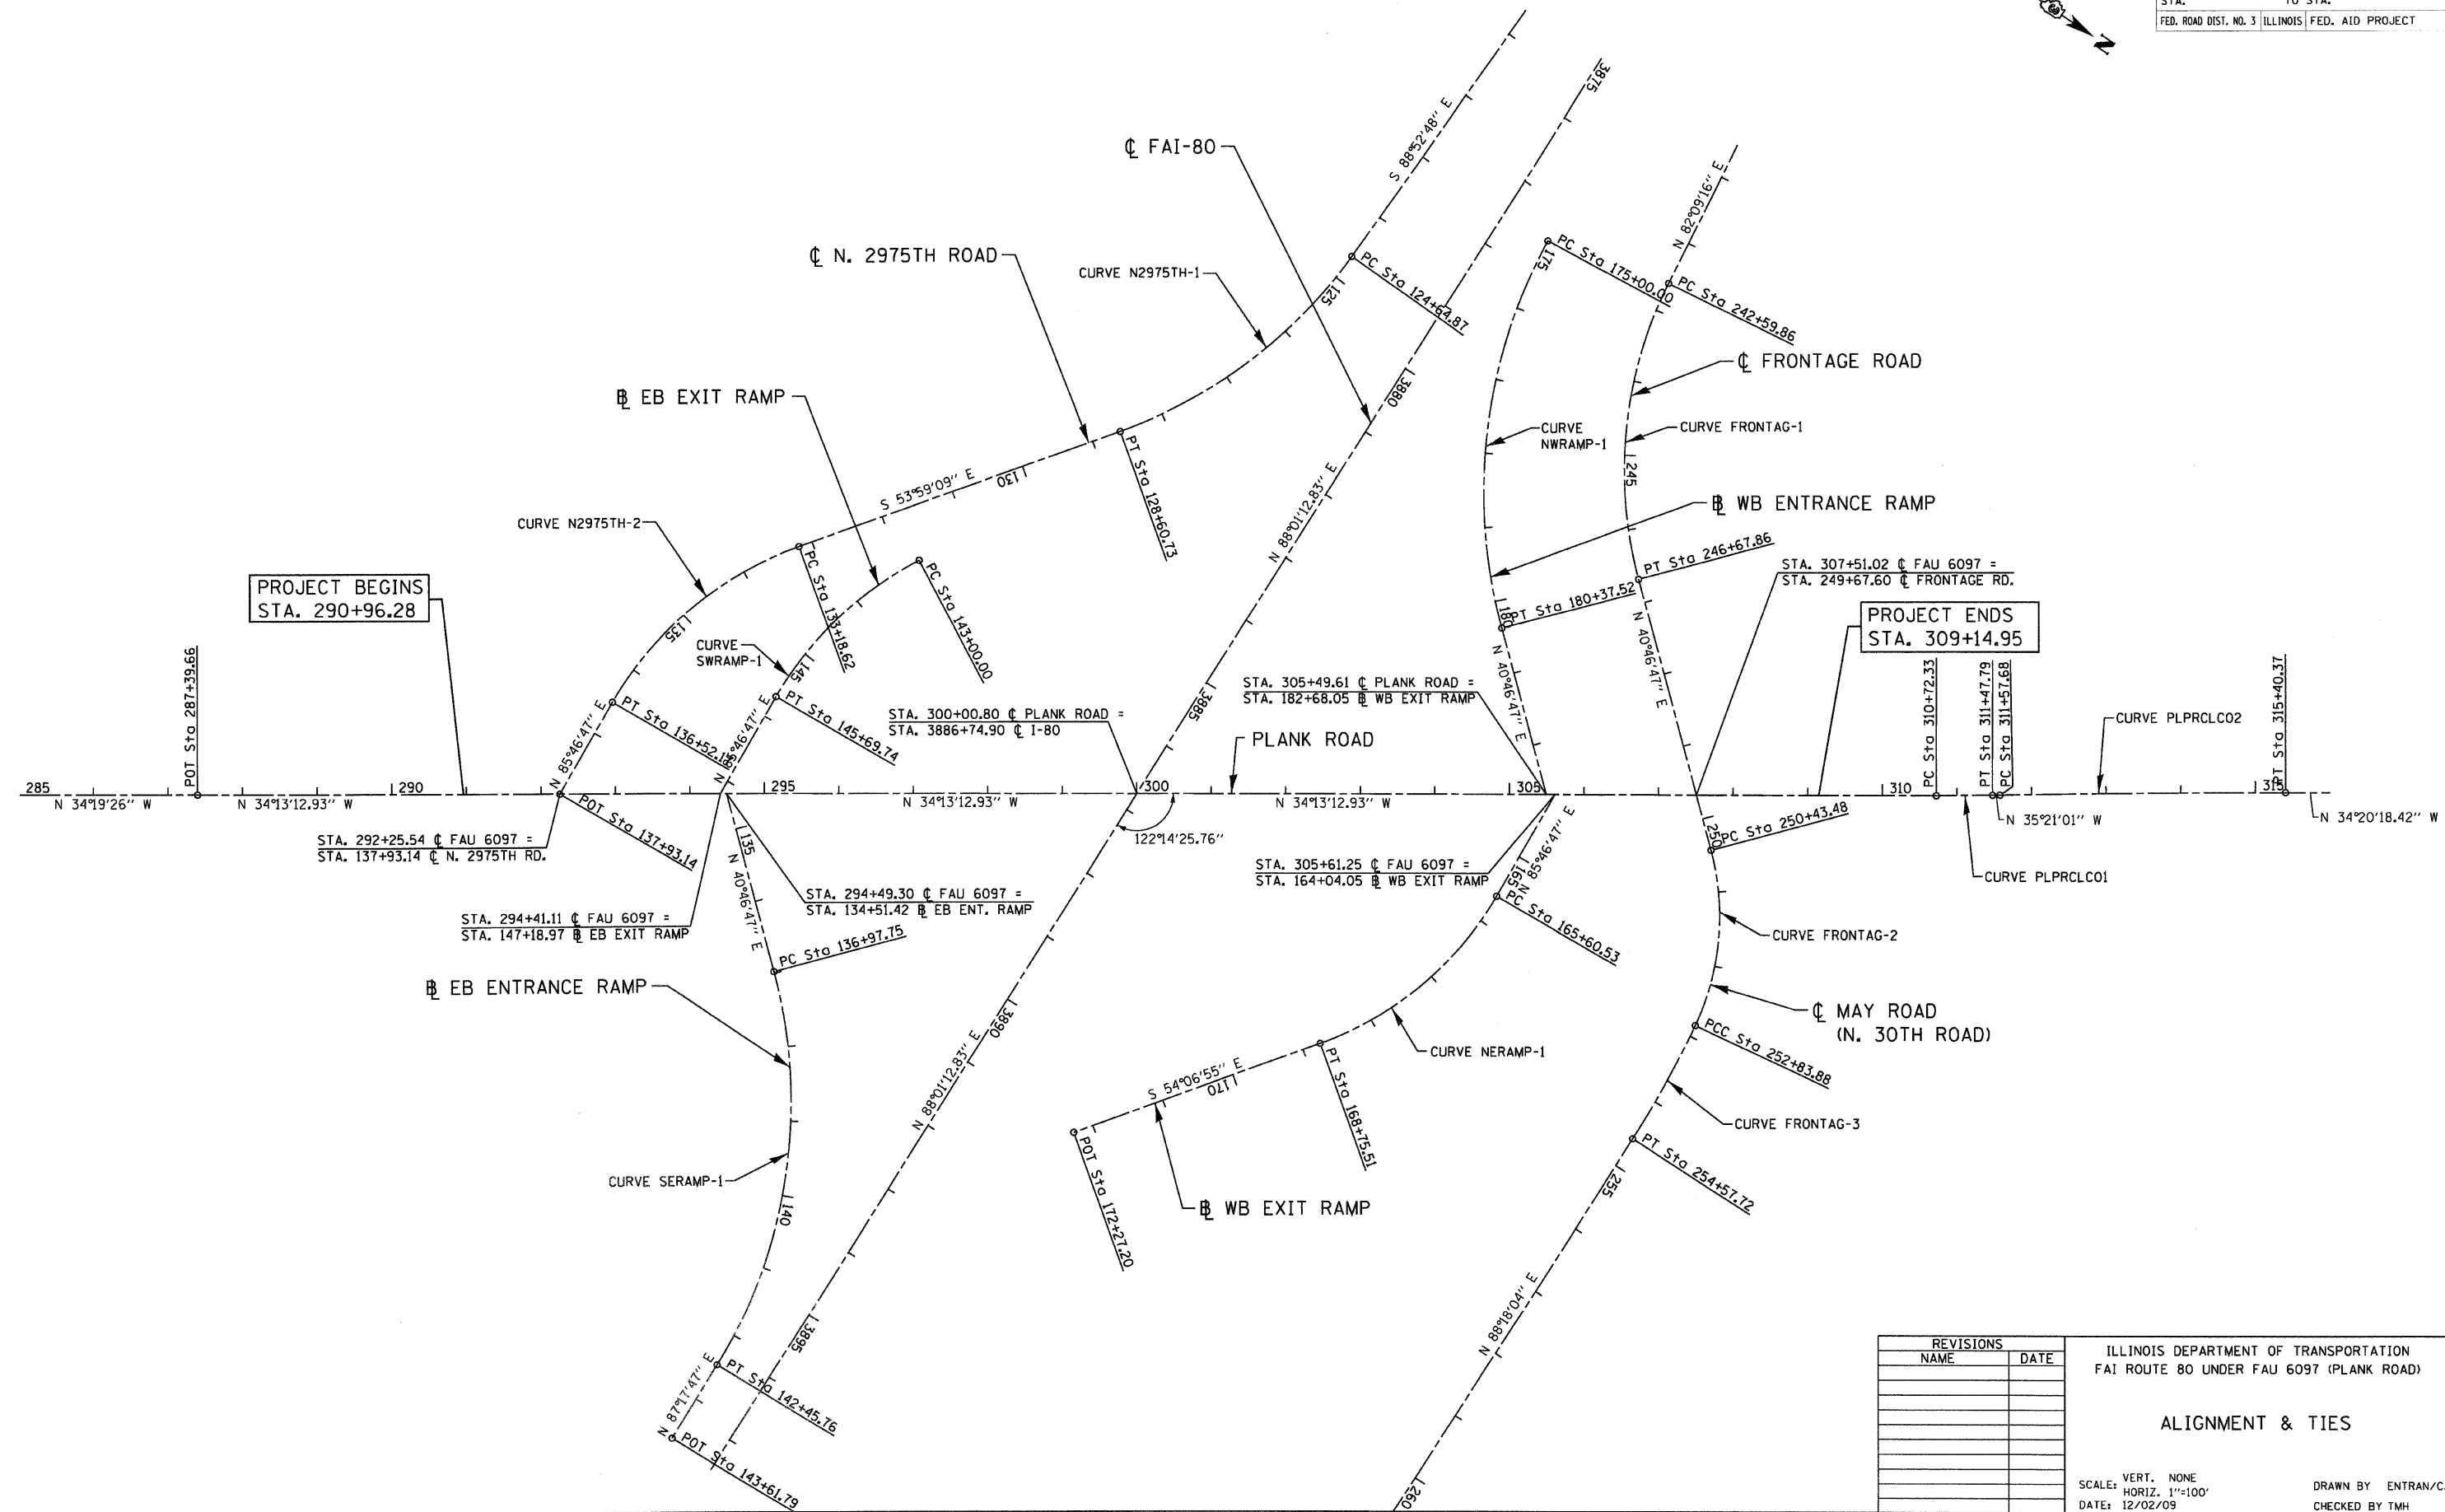 STA. TO STA.
FED. ROAD DIST. NO. 3 ILLINOIS FED. AID PROJECT
N
3875
S 88°52'48" E
℄ FAI-80
N 82°09'16" E
℄ N. 2975TH ROAD
CURVE N2975TH-1
125
PC Sta 124+64.87
175
PC Sta 175+00.00
PC Sta 242+59.86
℄ FRONTAGE ROAD
3880
B EB EXIT RAMP
CURVE
NWRAMP-1
CURVE FRONTAG-1
S 53°59'09" E
130
PT Sta 128+60.73
N 88°01'12.83" E
245
B WB ENTRANCE RAMP
CURVE N2975TH-2
PC Sta 133+18.62
PC Sta 143+00.00
PT Sta 246+67.86
180
PT Sta 180+37.52
STA. 307+51.02 ℄ FAU 6097 =
STA. 249+67.60 ℄ FRONTAGE RD.
PROJECT BEGINS
STA. 290+96.28
PROJECT ENDS
STA. 309+14.95
135
CURVE
SWRAMP-1
145
POT Sta 287+39.66
N 85°46'47" E
PT Sta 136+52.18
N 85°46'47" E
PT Sta 145+69.74
STA. 300+00.80 ℄ PLANK ROAD =
STA. 3886+74.90 ℄ I-80
3885
STA. 305+49.61 ℄ PLANK ROAD =
STA. 182+68.05 B WB EXIT RAMP
N 40°46'47" E
N 40°46'47" E
PLANK ROAD
PC Sta 310+72.33
PT Sta 311+47.79
PC Sta 311+57.68
CURVE PLPRCLC02
PT Sta 315+40.37
285
290
295
300
305
310
315
N 34°19'26" W
N 34°13'12.93" W
N 34°13'12.93" W
N 34°13'12.93" W
N 35°21'01" W
N 34°20'18.42" W
122°14'25.76"
STA. 292+25.54 ℄ FAU 6097 =
STA. 137+93.14 ℄ N. 2975TH RD.
POT Sta 137+93.14
135
N 40°46'47" E
STA. 294+49.30 ℄ FAU 6097 =
STA. 134+51.42 B EB ENT. RAMP
STA. 294+41.11 ℄ FAU 6097 =
STA. 147+18.97 B EB EXIT RAMP
PC Sta 136+97.75
STA. 305+61.25 ℄ FAU 6097 =
STA. 164+04.05 B WB EXIT RAMP
165
N 85°46'47" E
PC Sta 165+60.53
250
PC Sta 250+43.48
CURVE PLPRCLC01
CURVE FRONTAG-2
B EB ENTRANCE RAMP
3890
℄ MAY ROAD
(N. 30TH ROAD)
PCC Sta 252+83.88
CURVE NERAMP-1
S 54°06'55" E
170
PT Sta 168+75.51
N 88°01'12.83" E
CURVE FRONTAG-3
PT Sta 254+57.72
POT Sta 172+27.20
CURVE SERAMP-1
255
B WB EXIT RAMP
140
N 88°18'04" E
3895
N 87°17'47" E
PT Sta 142+45.76
POT Sta 143+61.79
260
REVISIONS
NAME DATE
ILLINOIS DEPARTMENT OF TRANSPORTATION
FAI ROUTE 80 UNDER FAU 6097 (PLANK ROAD)
ALIGNMENT & TIES
SCALE: VERT. NONE
HORIZ. 1"=100'
DATE: 12/02/09
DRAWN BY ENTRAN/C
CHECKED BY TMH